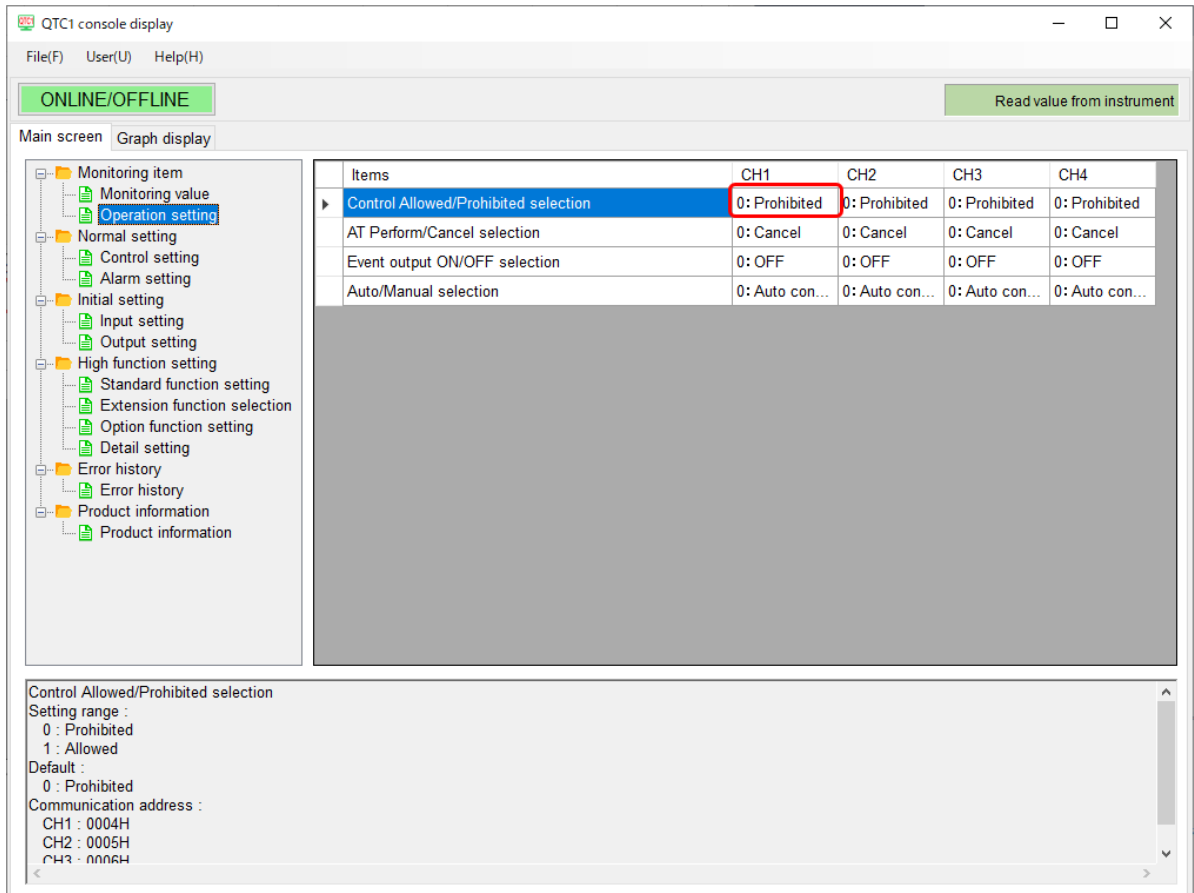 QTC1 console display
File(F) User(U) Help(H)
ONLINE/OFFLINE
Read value from instrument
Main screen Graph display
Monitoring item
Monitoring value
Operation setting
Normal setting
Control setting
Alarm setting
Initial setting
Input setting
Output setting
High function setting
Standard function setting
Extension function selection
Option function setting
Detail setting
Error history
Error history
Product information
Product information
Items CH1 CH2 CH3 CH4
Control Allowed/Prohibited selection 0: Prohibited 0: Prohibited 0: Prohibited 0: Prohibited
AT Perform/Cancel selection 0: Cancel 0: Cancel 0: Cancel 0: Cancel
Event output ON/OFF selection 0: OFF 0: OFF 0: OFF 0: OFF
Auto/Manual selection 0: Auto con... 0: Auto con... 0: Auto con... 0: Auto con...
Control Allowed/Prohibited selection
Setting range :
0 : Prohibited
1 : Allowed
Default :
0 : Prohibited
Communication address :
CH1 : 0004H
CH2 : 0005H
CH3 : 0006H